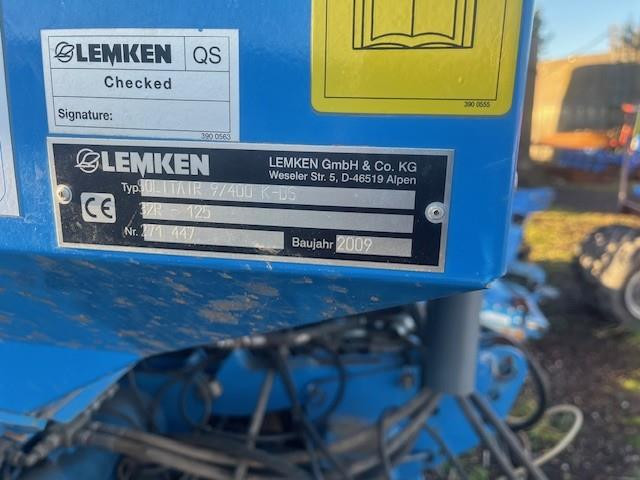 LEMKEN QS
Checked
Signature:
390 0563
390 0555
LEMKEN
LEMKEN GmbH & Co. KG
Weseler Str. 5, D-46519 Alpen
Typ SOLITAIR 9/400 K-DS
32R - 125
Nr. 271 447
Baujahr 2009